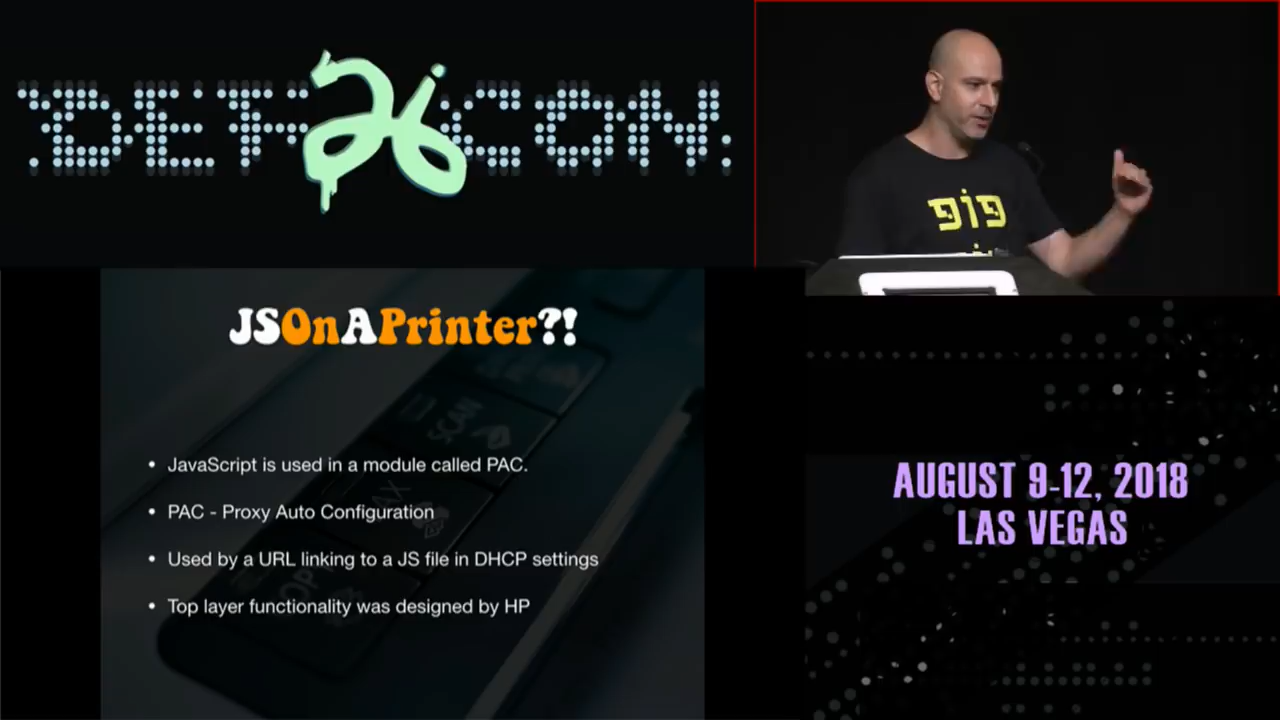 DEF 26 CON
JSOnAPrinter?!
• JavaScript is used in a module called PAC.
• PAC - Proxy Auto Configuration
• Used by a URL linking to a JS file in DHCP settings
• Top layer functionality was designed by HP
AUGUST 9-12, 2018
LAS VEGAS